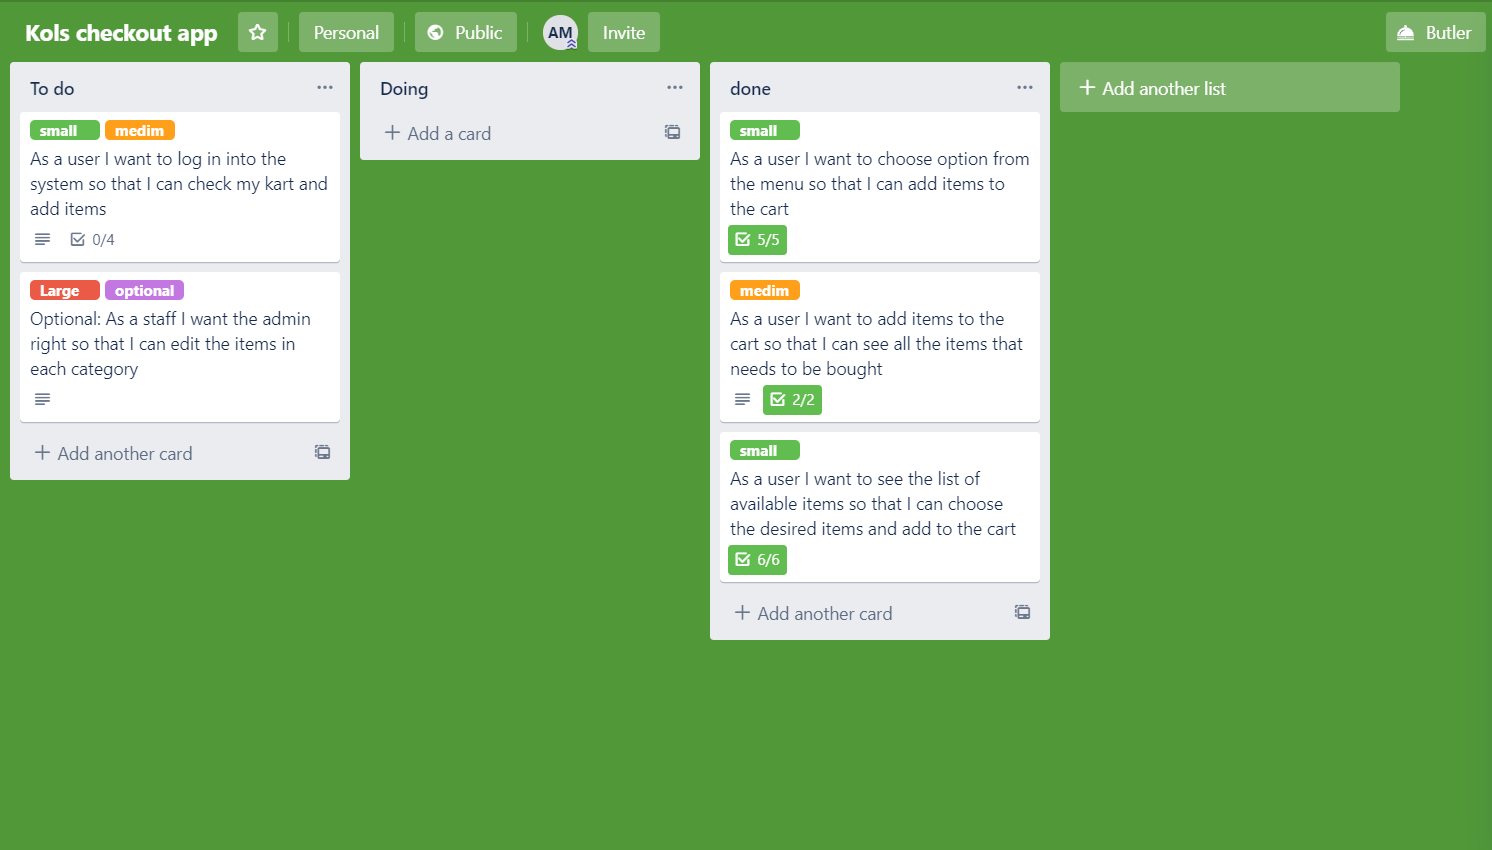 Kols checkout app
Personal
Public
AM
Invite
Butler
To do
small medim
As a user I want to log in into the
system so that I can check my kart and
add items
0/4
Large optional
Optional: As a staff I want the admin
right so that I can edit the items in
each category
Add another card
Doing
Add a card
done
small
As a user I want to choose option from
the menu so that I can add items to
the cart
5/5
medim
As a user I want to add items to the
cart so that I can see all the items that
needs to be bought
2/2
small
As a user I want to see the list of
available items so that I can choose
the desired items and add to the cart
6/6
Add another card
Add another list